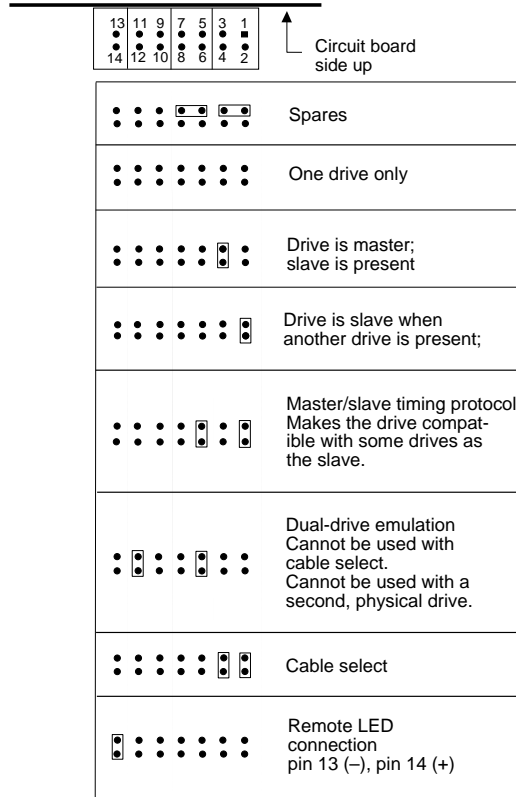 13 11 9 7 5 3 1
14 12 10 8 6 4 2
Circuit board
side up
Spares
One drive only
Drive is master;
slave is present
Drive is slave when
another drive is present;
Master/slave timing protocol
Makes the drive compat-
ible with some drives as
the slave.
Dual-drive emulation
Cannot be used with
cable select.
Cannot be used with a
second, physical drive.
Cable select
Remote LED
connection
pin 13 (–), pin 14 (+)